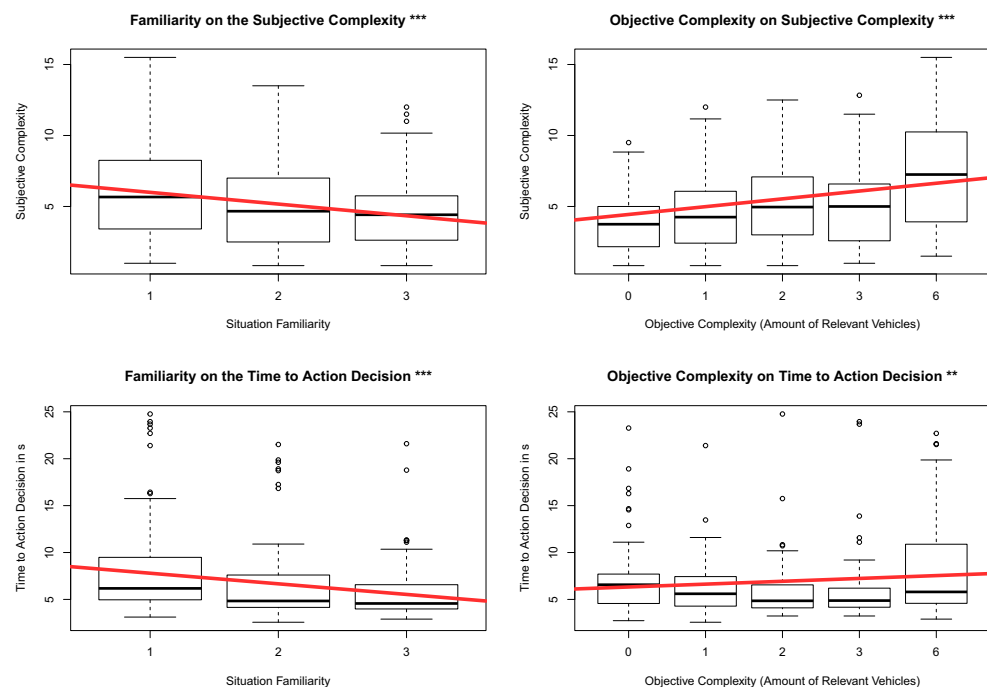 Familiarity on the Subjective Complexity ***
Subjective Complexity
15
10
5
1 2 3
Situation Familiarity
Objective Complexity on Subjective Complexity ***
Subjective Complexity
15
10
5
0 1 2 3 6
Objective Complexity (Amount of Relevant Vehicles)
Familiarity on the Time to Action Decision ***
Time to Action Decision in s
25
20
15
10
5
1 2 3
Situation Familiarity
Objective Complexity on Time to Action Decision **
Time to Action Decision in s
25
20
15
10
5
0 1 2 3 6
Objective Complexity (Amount of Relevant Vehicles)